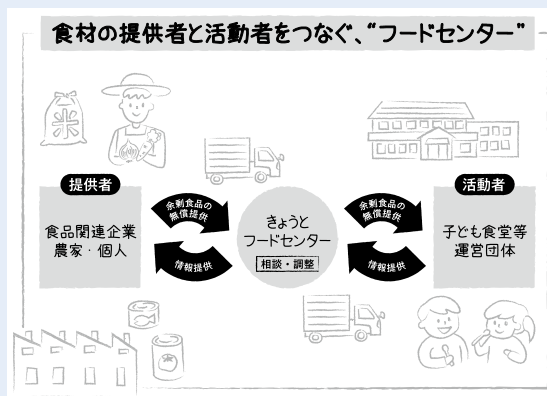 食材の提供者と活動者をつなぐ、“フードセンター”
米
提供者
食品関連企業
農家・個人
余剰食品の
無償提供
情報提供
きょうと
フードセンター
相談・調整
余剰食品の
無償提供
情報提供
活動者
子ども食堂等
運営団体